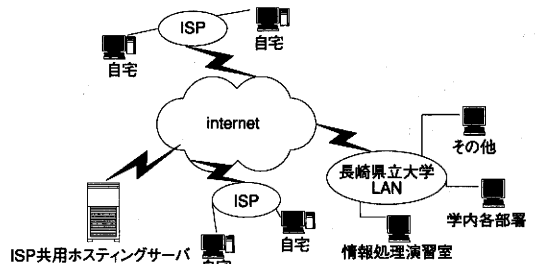 ISP
自宅
自宅
internet
その他
長崎県立大学
LAN
学内各部署
ISP
自宅
情報処理演習室
ISP共用ホスティングサーバ
自宅